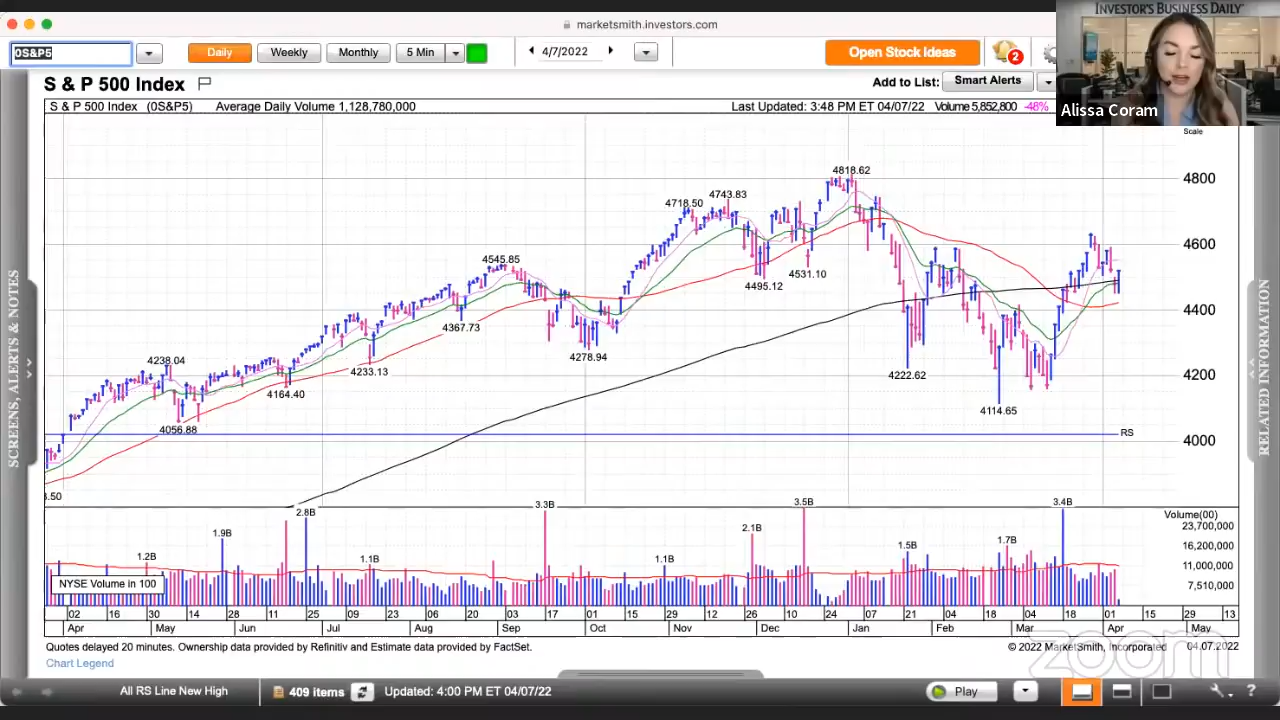 marketsmith.investors.com
INVESTOR'S BUSINESS DAILY
0S&P5
Daily
Weekly
Monthly
5 Min
4/7/2022
Open Stock Ideas
2
Alissa Coram
S & P 500 Index
Add to List:
Smart Alerts
S & P 500 Index (0S&P5) Average Daily Volume 1,128,780,000
Last Updated: 3:48 PM ET 04/07/22 Volume 5,852,800 -48%
Scale
4818.62
4800
4743.83
4718.50
4600
4545.85
4531.10
4495.12
4400
4367.73
4278.94
4238.04
4233.13
4222.62
4200
4164.40
4114.65
4056.88
RS
4000
.50
SCREENS, ALERTS & NOTES
RELATED INFORMATION
3.3B
3.5B
3.4B
2.8B
Volume(00)
2.1B
23,700,000
1.9B
1.7B
16,200,000
1.5B
1.2B
1.1B
1.1B
11,000,000
NYSE Volume in 100
7,510,000
02 16 30 14 28 11 25 09 23 06 20 03 17 01 15 29 12 26 10 24 07 21 04 18 04 18 01 15 29 13
Apr May Jun Jul Aug Sep Oct Nov Dec Jan Feb Mar Apr May
Quotes delayed 20 minutes. Ownership data provided by Refinitiv and Estimate data provided by FactSet.
© 2022 MarketSmith, Incorporated 04.07.2022
Chart Legend
zoom
All RS Line New High
409 items
Updated: 4:00 PM ET 04/07/22
Play
?